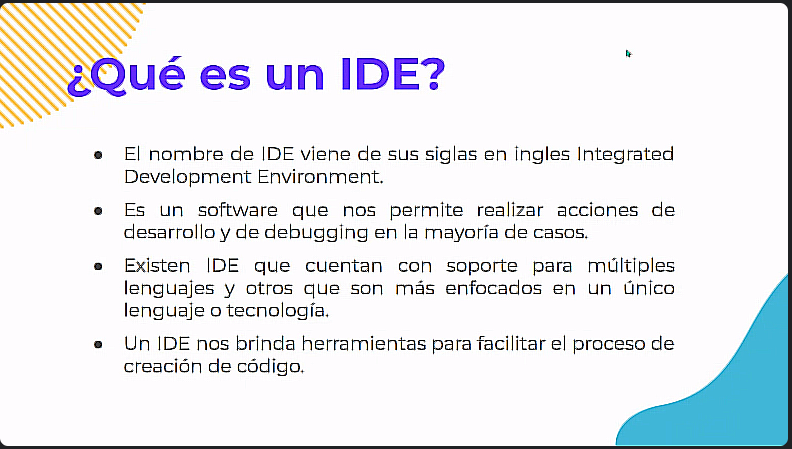 ¿Qué es un IDE?
● El nombre de IDE viene de sus siglas en ingles Integrated
Development Environment.
● Es un software que nos permite realizar acciones de
desarrollo y de debugging en la mayoría de casos.
● Existen IDE que cuentan con soporte para múltiples
lenguajes y otros que son más enfocados en un único
lenguaje o tecnología.
● Un IDE nos brinda herramientas para facilitar el proceso de
creación de código.